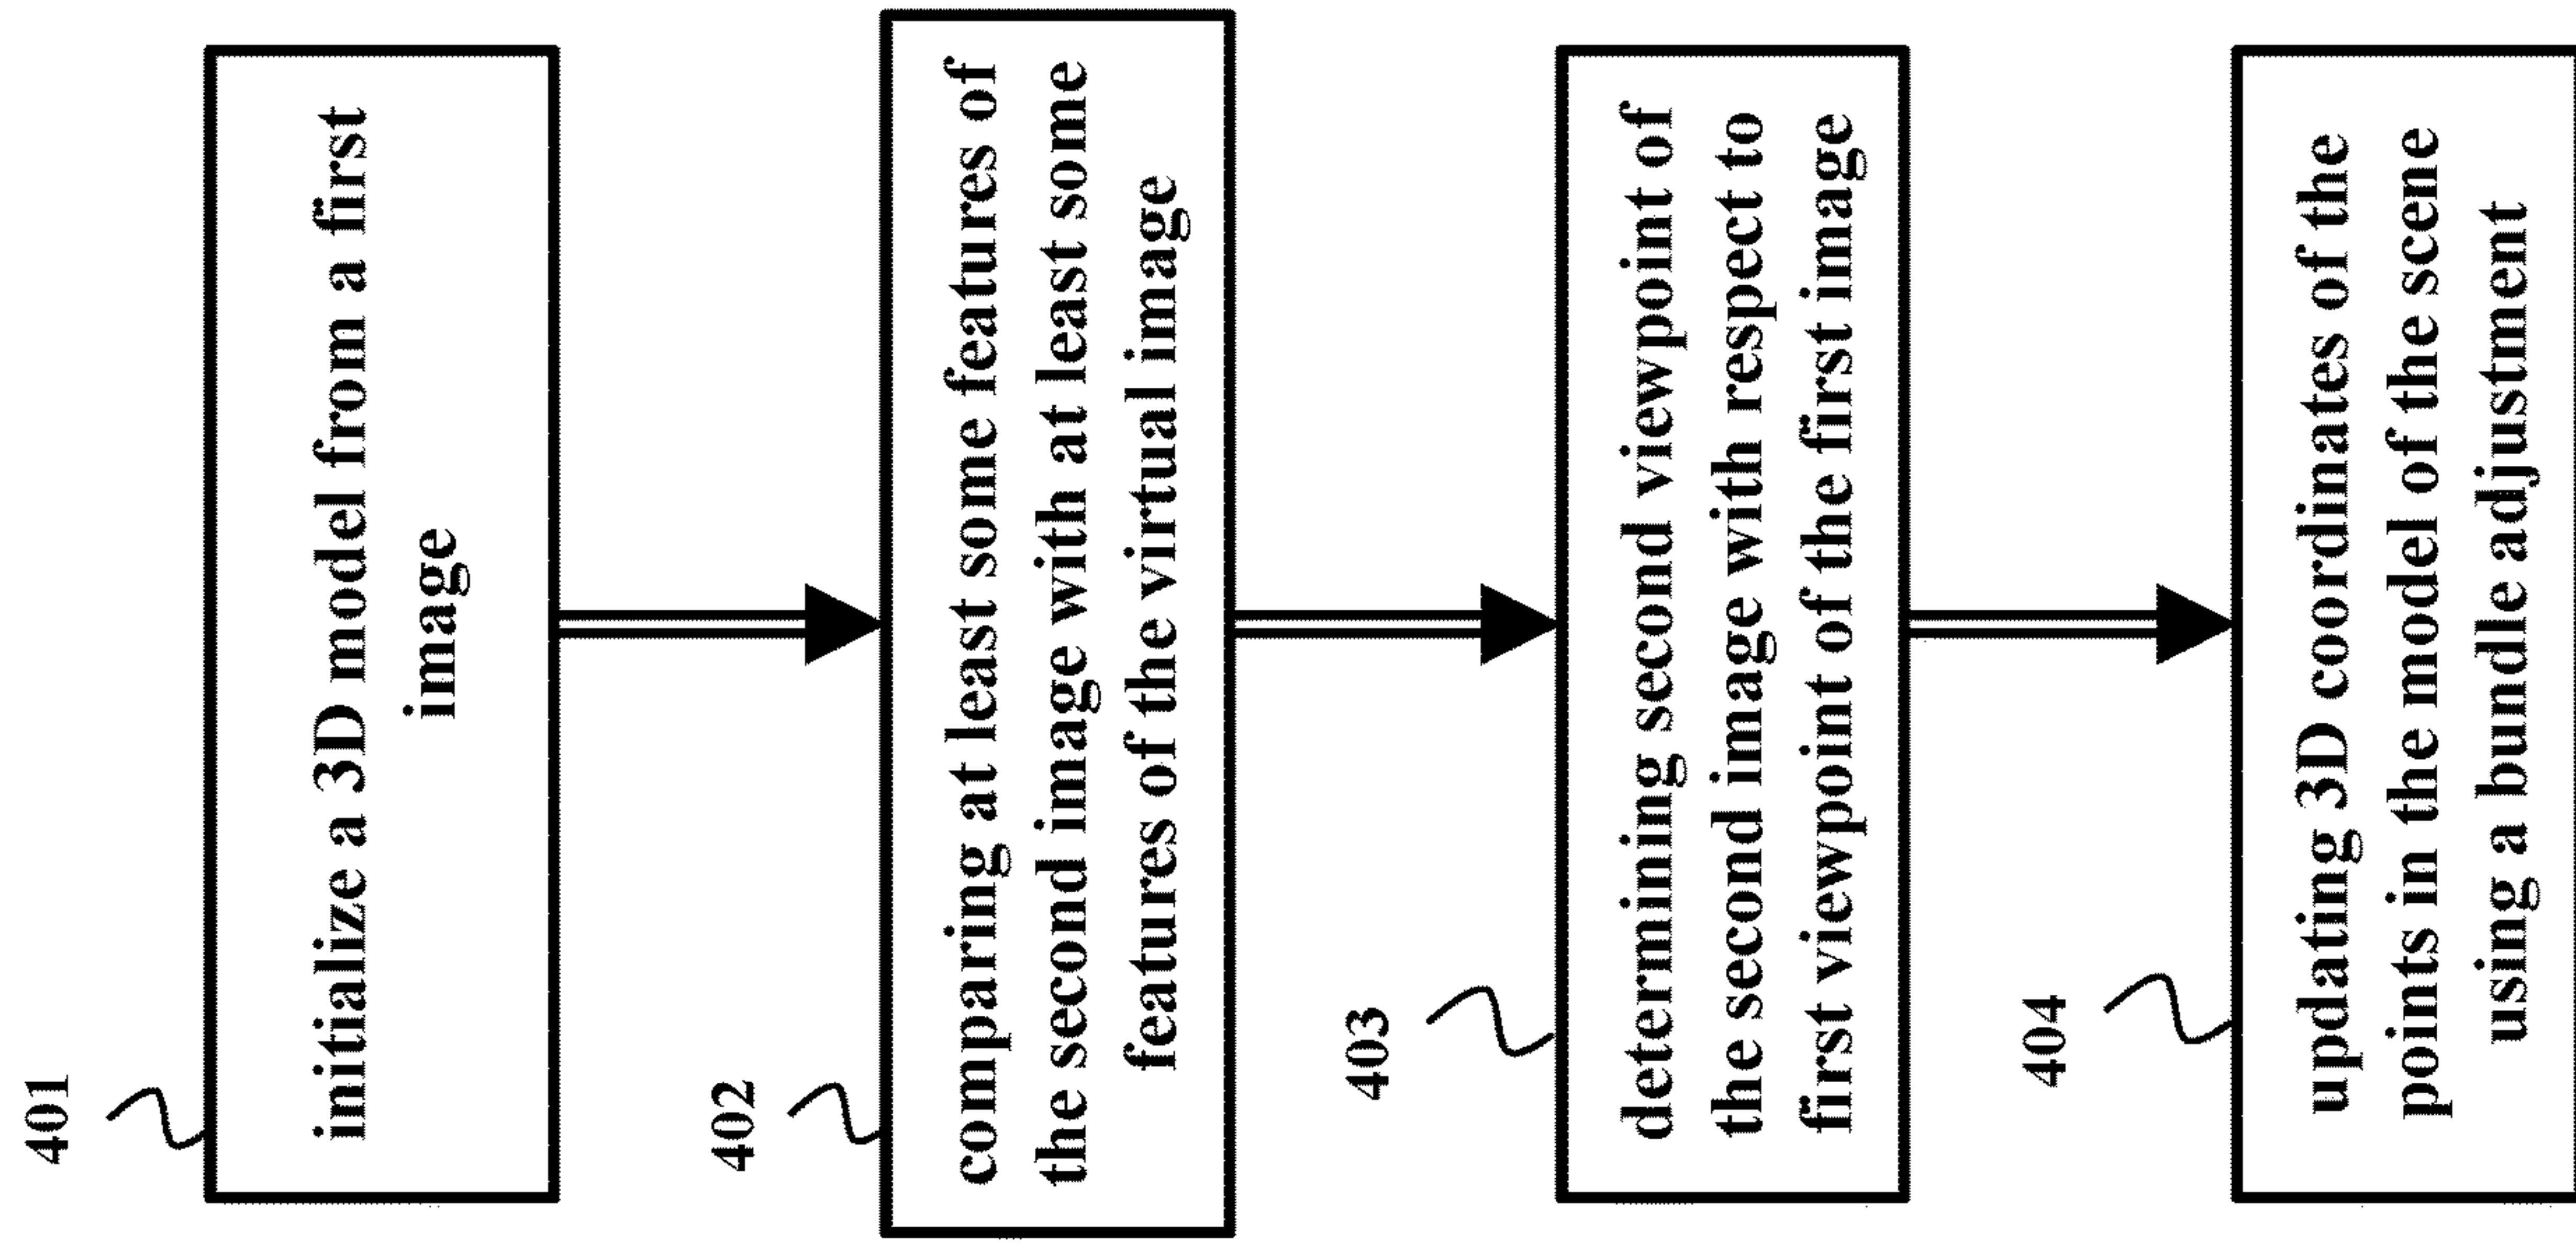 401
initialize a 3D model from a first
image
402
comparing at least some features of
the second image with at least some
features of the virtual image
403
determining second viewpoint of
the second image with respect to
first viewpoint of the first image
404
updating 3D coordinates of the
points in the model of the scene
using a bundle adjustment